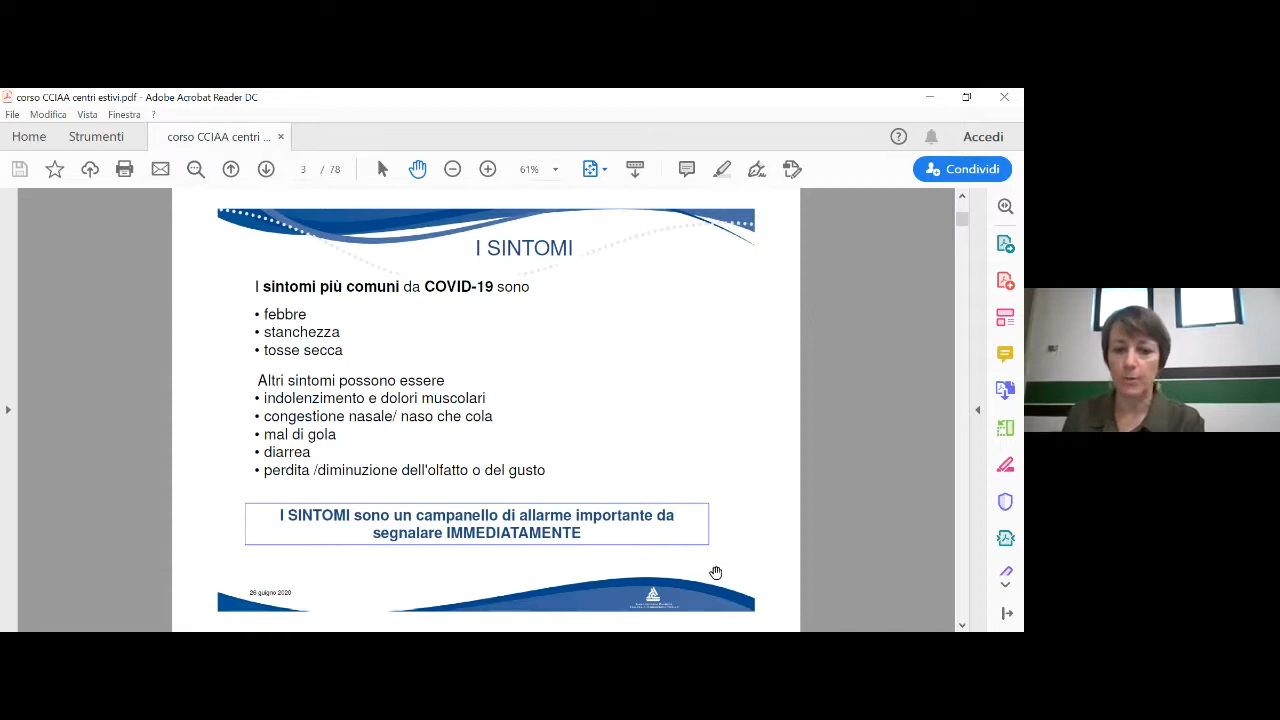 corso CCIAA centri estivi.pdf - Adobe Acrobat Reader DC
File Modifica Vista Finestra ?
Home Strumenti corso CCIAA centri ... × Accedi
3 / 78 61% Condividi
I SINTOMI
I sintomi più comuni da COVID-19 sono
• febbre
• stanchezza
• tosse secca
Altri sintomi possono essere
• indolenzimento e dolori muscolari
• congestione nasale/ naso che cola
• mal di gola
• diarrea
• perdita /diminuzione dell'olfatto o del gusto
I SINTOMI sono un campanello di allarme importante da
segnalare IMMEDIATAMENTE
26 guigno 2020